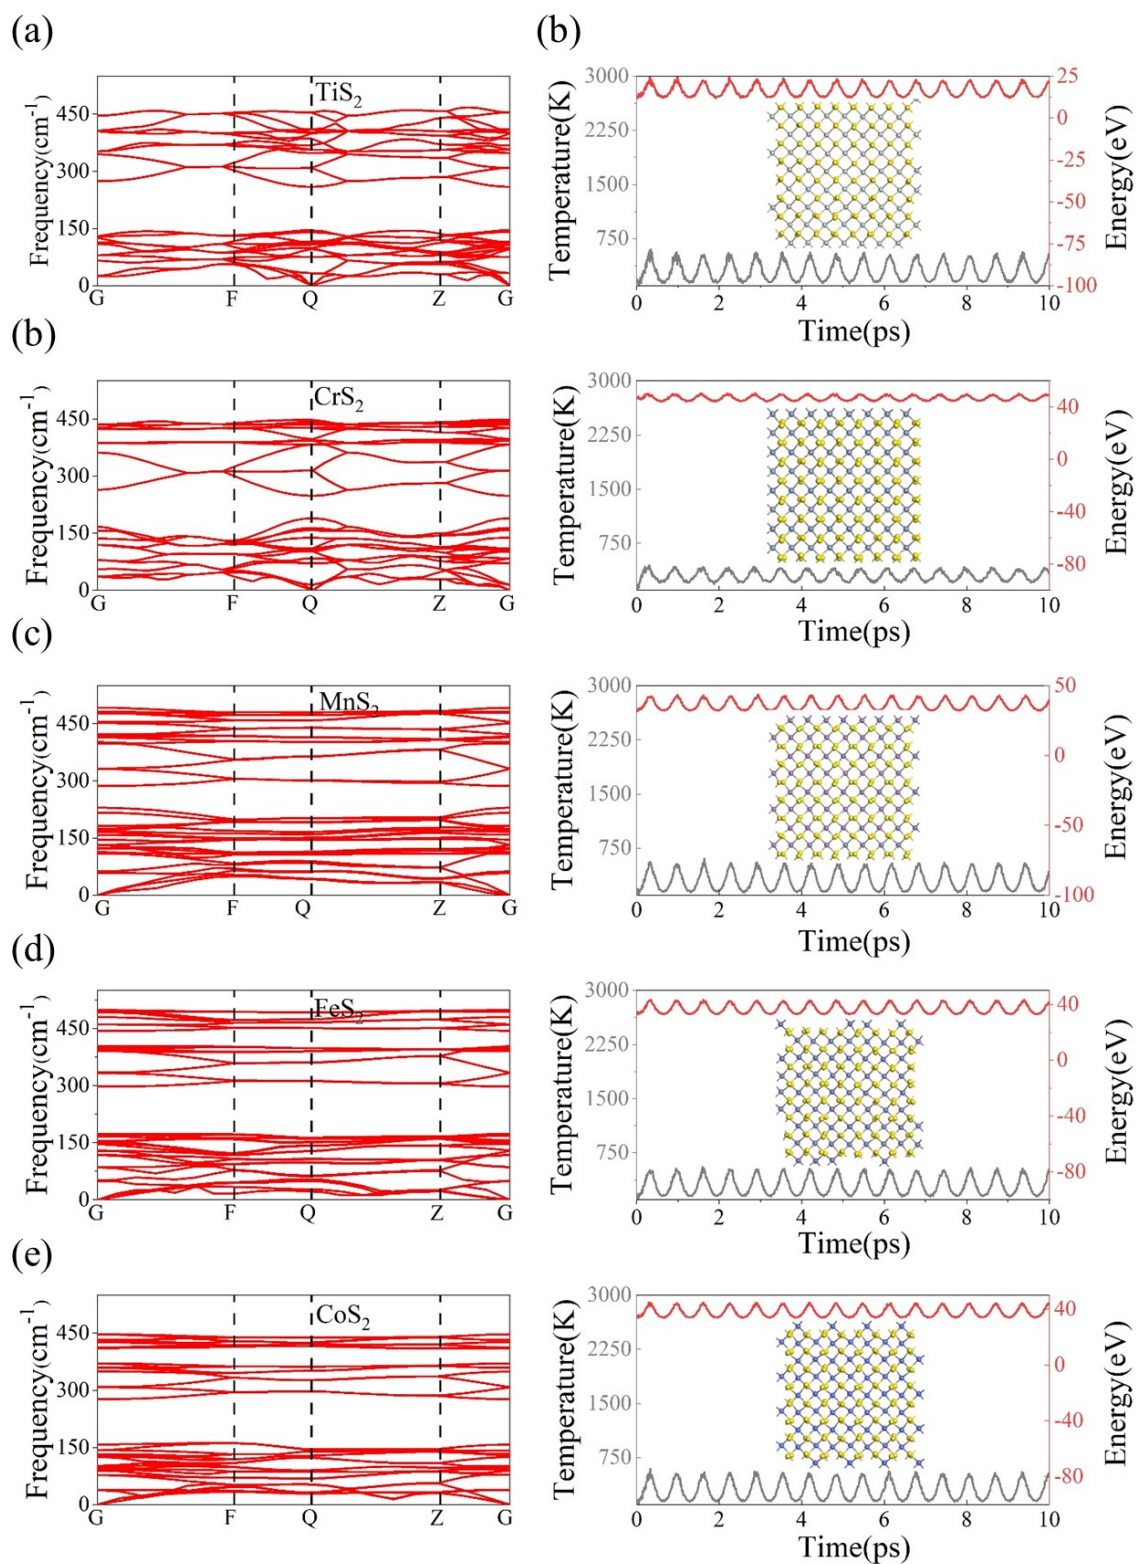 (a)
(b)
TiS2
Frequency(cm-1)
450
300
150
0
G F Q Z G
3000
2250
1500
750
Temperature(K)
25
0
-25
-50
-75
-100
Energy(eV)
0 2 4 6 8 10
Time(ps)
(b)
CrS2
Frequency(cm-1)
450
300
150
0
G F Q Z G
3000
2250
1500
750
Temperature(K)
40
0
-40
-80
Energy(eV)
0 2 4 6 8 10
Time(ps)
(c)
MnS2
Frequency(cm-1)
450
300
150
0
G F Q Z G
3000
2250
1500
750
Temperature(K)
50
0
-50
-100
Energy(eV)
0 2 4 6 8 10
Time(ps)
(d)
FeS2
Frequency(cm-1)
450
300
150
0
G F Q Z G
3000
2250
1500
750
Temperature(K)
40
0
-40
-80
Energy(eV)
0 2 4 6 8 10
Time(ps)
(e)
CoS2
Frequency(cm-1)
450
300
150
0
G F Q Z G
3000
2250
1500
750
Temperature(K)
40
0
-40
-80
Energy(eV)
0 2 4 6 8 10
Time(ps)